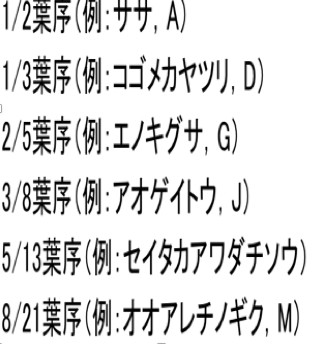 1/2葉序(例:ササ, A)
1/3葉序(例:コゴメカヤツリ, D)
2/5葉序(例:エノキグサ, G)
3/8葉序(例:アオゲイトウ, J)
5/13葉序(例:セイタカアワダチソウ)
8/21葉序(例:オオアレチノギク, M)